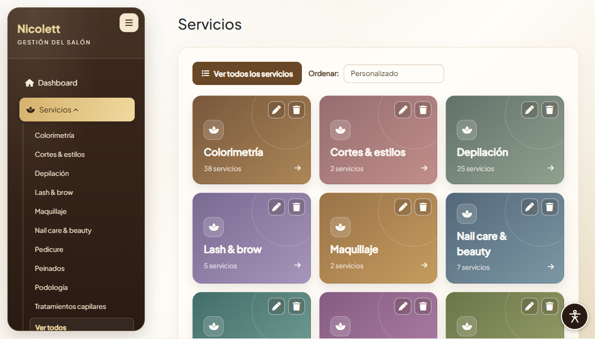 Nicolett
GESTIÓN DEL SALÓN
Dashboard
Servicios
Colorimetría
Cortes & estilos
Depilación
Lash & brow
Maquillaje
Nail care & beauty
Pedicure
Peinados
Podología
Tratamientos capilares
Ver todos
Servicios
Ver todos los servicios
Ordenar:
Personalizado
Colorimetría
38 servicios
Cortes & estilos
2 servicios
Depilación
25 servicios
Lash & brow
5 servicios
Maquillaje
2 servicios
Nail care &
beauty
7 servicios